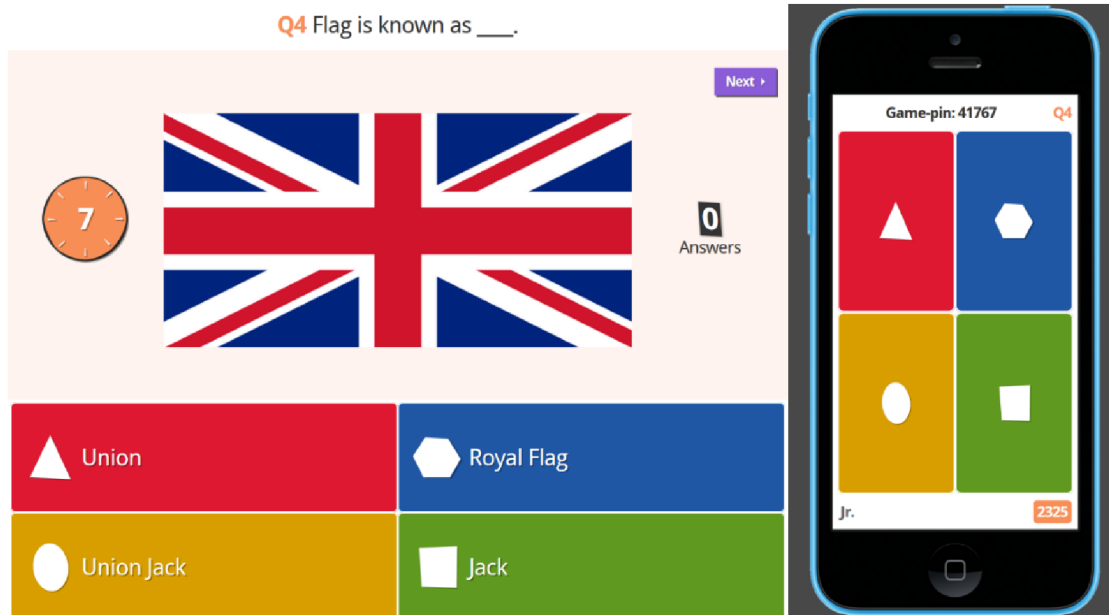 Q4 Flag is known as ___.
Next
7
0
Answers
Union
Royal Flag
Union Jack
Jack
Game-pin: 41767 Q4
Jr. 2325